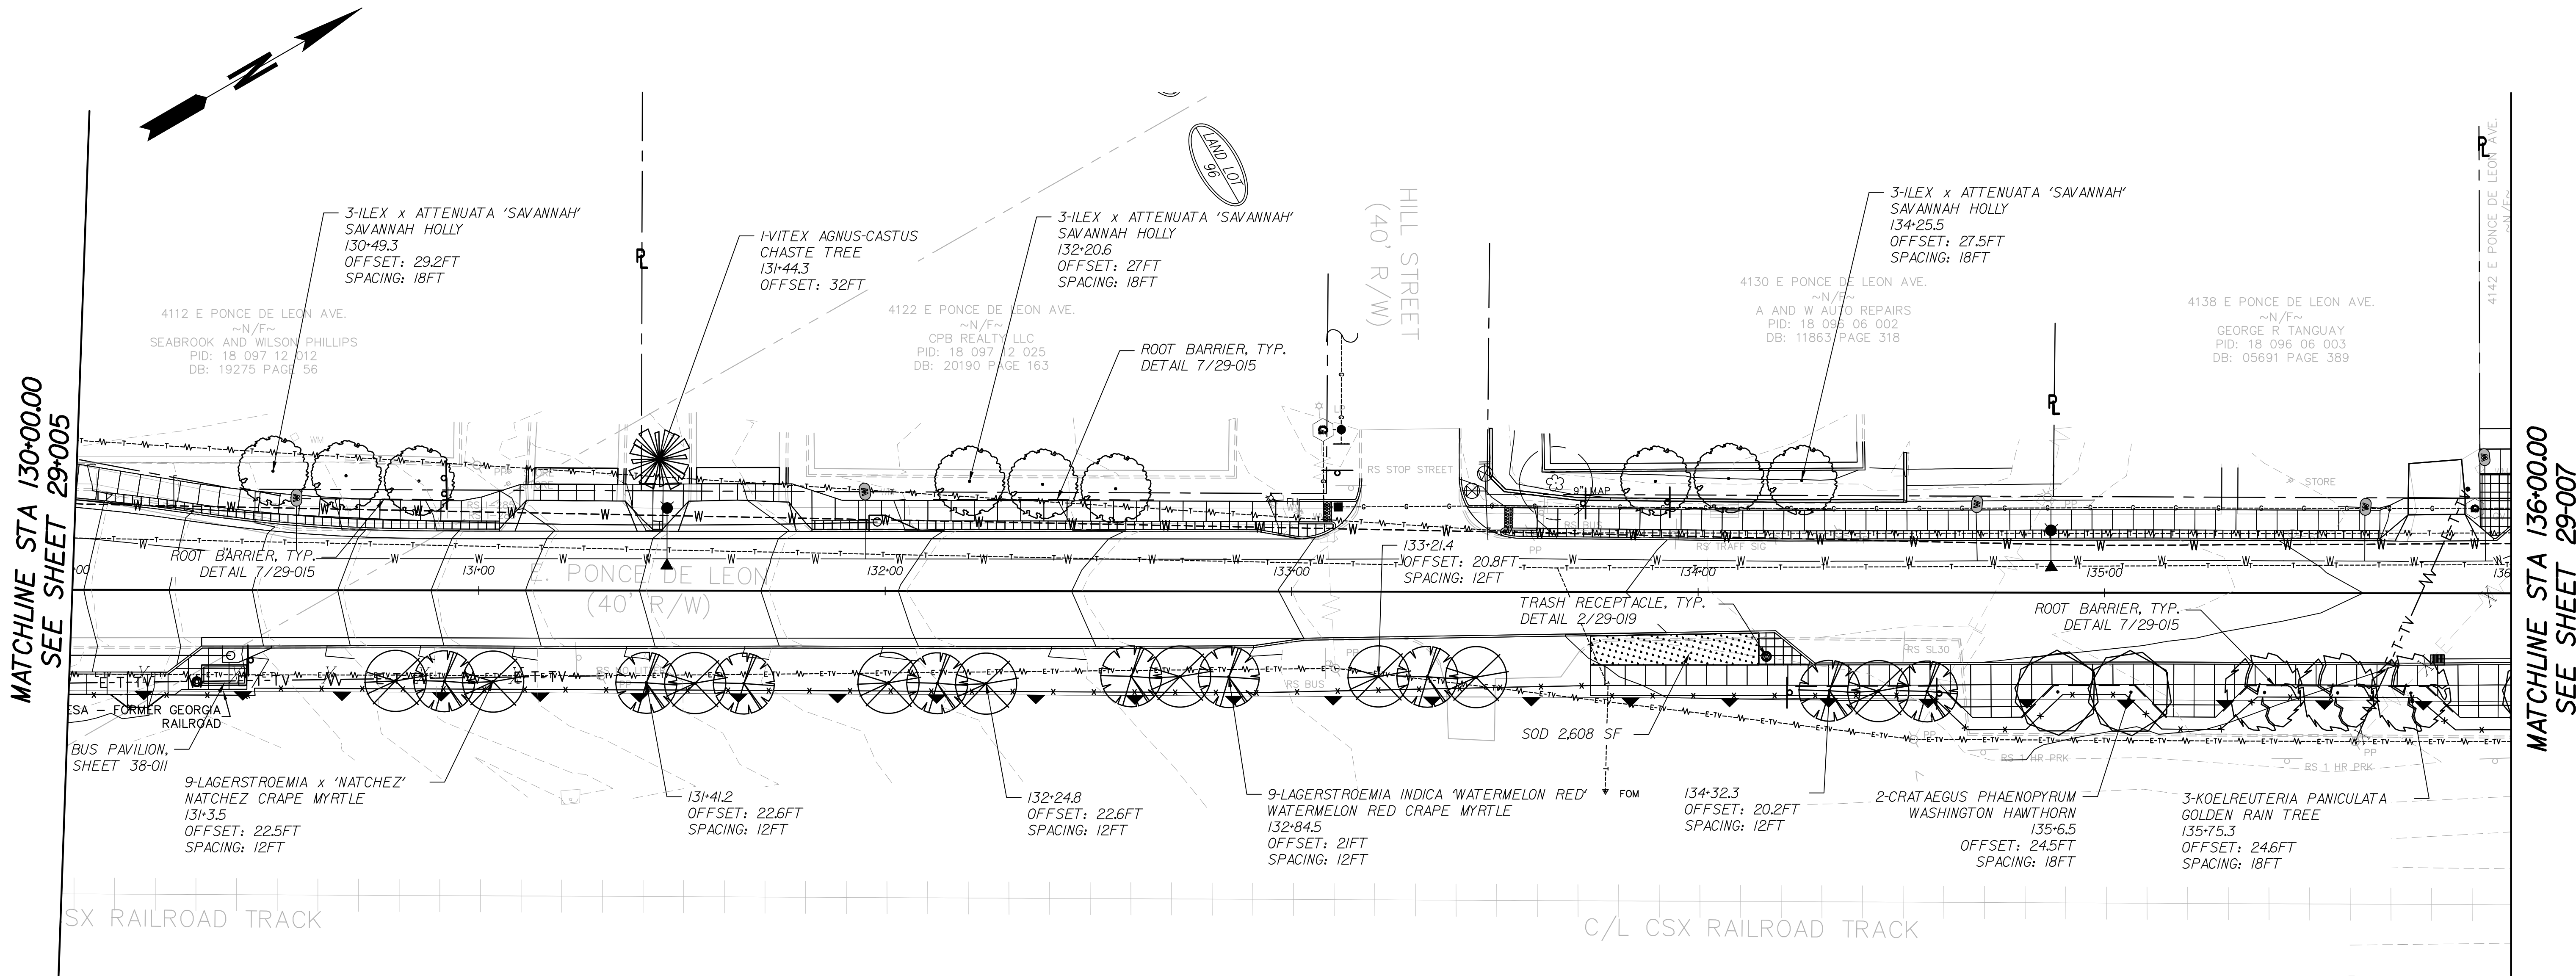 N
LAND LOT
96
HILL STREET
(40' R/W)
3-ILEX x ATTENUATA 'SAVANNAH'
SAVANNAH HOLLY
130+49.3
OFFSET: 29.2FT
SPACING: 18FT
PL
1-VITEX AGNUS-CASTUS
CHASTE TREE
131+44.3
OFFSET: 32FT
3-ILEX x ATTENUATA 'SAVANNAH'
SAVANNAH HOLLY
132+20.6
OFFSET: 27FT
SPACING: 18FT
3-ILEX x ATTENUATA 'SAVANNAH'
SAVANNAH HOLLY
134+25.5
OFFSET: 27.5FT
SPACING: 18FT
PL
4142 E PONCE DE LEON AVE.
~N/F~
4112 E PONCE DE LEON AVE.
~N/F~
SEABROOK AND WILSON PHILLIPS
PID: 18 097 12 012
DB: 19275 PAGE 56
4122 E PONCE DE LEON AVE.
~N/F~
CPB REALTY LLC
PID: 18 097 12 025
DB: 20190 PAGE 163
ROOT BARRIER, TYP.
DETAIL 7/29-015
4130 E PONCE DE LEON AVE.
~N/F~
A AND W AUTO REPAIRS
PID: 18 096 06 002
DB: 11863 PAGE 318
4138 E PONCE DE LEON AVE.
~N/F~
GEORGE R TANGUAY
PID: 18 096 06 003
DB: 05691 PAGE 389
PL
MATCHLINE STA 130+00.00
SEE SHEET 29+005
MATCHLINE STA 136+00.00
SEE SHEET 29-007
WM
LP
G
RS STOP STREET
9" MAP
RS BUS
STORE
PP
PP
RS TRAFF SIG
ROOT BARRIER, TYP.
DETAIL 7/29-015
+00
131+00
132+00
133+00
134+00
135+00
136
E. PONCE DE LEON
(40' R/W)
133+21.4
OFFSET: 20.8FT
SPACING: 12FT
TRASH RECEPTACLE, TYP.
DETAIL 2/29-019
ROOT BARRIER, TYP.
DETAIL 7/29-015
RS SL30
PP
RS BUS
E-T-TV
E-T-TV
ESA - FORMER GEORGIA
RAILROAD
BUS PAVILION,
SHEET 38-011
SOD 2,608 SF
PP
RS 1 HR PRK
PP
RS 1 HR PRK
FOM
9-LAGERSTROEMIA x 'NATCHEZ'
NATCHEZ CRAPE MYRTLE
131+3.5
OFFSET: 22.5FT
SPACING: 12FT
131+41.2
OFFSET: 22.6FT
SPACING: 12FT
132+24.8
OFFSET: 22.6FT
SPACING: 12FT
9-LAGERSTROEMIA INDICA 'WATERMELON RED'
WATERMELON RED CRAPE MYRTLE
132+84.5
OFFSET: 21FT
SPACING: 12FT
134+32.3
OFFSET: 20.2FT
SPACING: 12FT
2-CRATAEGUS PHAENOPYRUM
WASHINGTON HAWTHORN
135+6.5
OFFSET: 24.5FT
SPACING: 18FT
3-KOELREUTERIA PANICULATA
GOLDEN RAIN TREE
135+75.3
OFFSET: 24.6FT
SPACING: 18FT
SX RAILROAD TRACK
C/L CSX RAILROAD TRACK